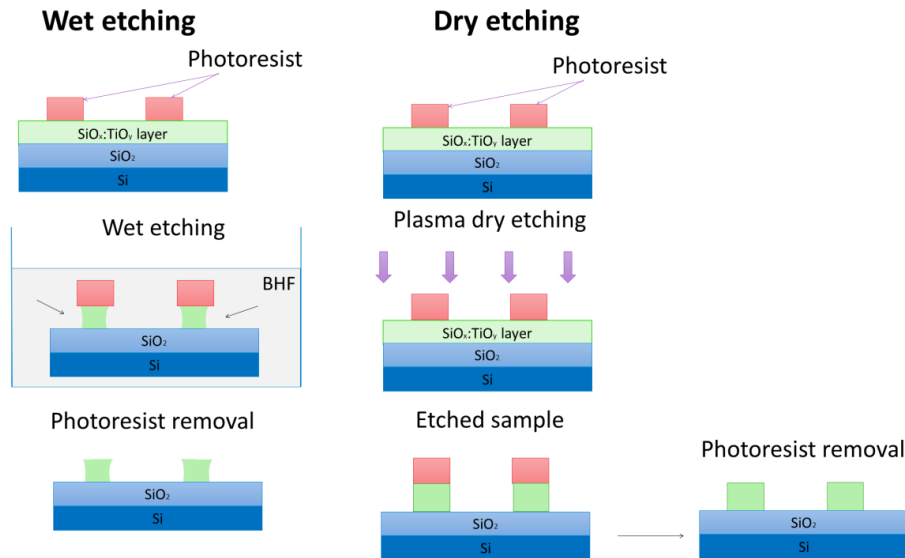 Wet etching
Photoresist
SiOₓ:TiOᵧ layer
SiO₂
Si
Wet etching
BHF
SiO₂
Si
Photoresist removal
SiO₂
Si
Dry etching
Photoresist
SiOₓ:TiOᵧ layer
SiO₂
Si
Plasma dry etching
SiOₓ:TiOᵧ layer
SiO₂
Si
Etched sample
SiO₂
Si
Photoresist removal
SiO₂
Si